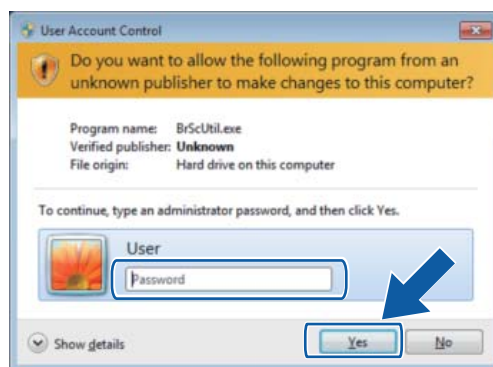 User Account Control
Do you want to allow the following program from an
unknown publisher to make changes to this computer?
Program name: BrScUtil.exe
Verified publisher: Unknown
File origin: Hard drive on this computer
To continue, type an administrator password, and then click Yes.
User
Password
Show details
Yes
No